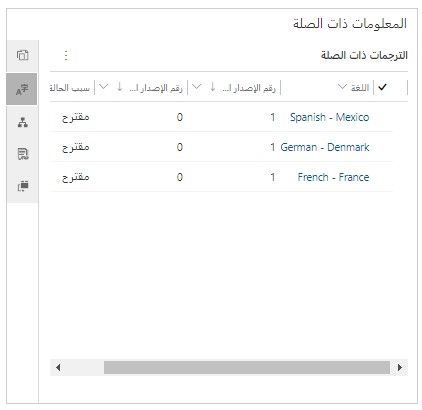 المعلومات ذات الصلة
الترجمات ذات الصلة
اللغة رقم الإصدار ا... رقم الإصدار ا... سبب الحالة
Spanish - Mexico 1 0 مقترح
German - Denmark 1 0 مقترح
French - France 1 0 مقترح